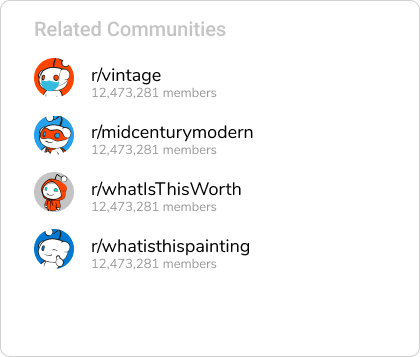 Related Communities
r/vintage
12,473,281 members
r/midcenturymodern
12,473,281 members
r/whatIsThisWorth
12,473,281 members
r/whatisthispainting
12,473,281 members